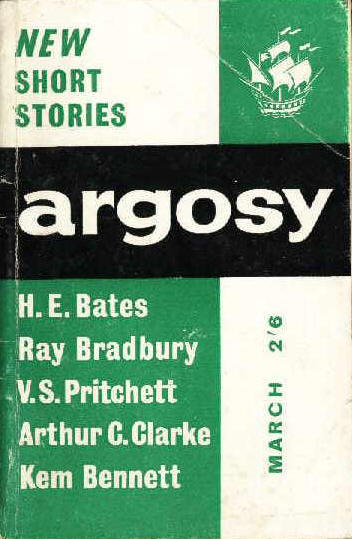 NEW
SHORT
STORIES
argosy
H. E. Bates
Ray Bradbury
V. S. Pritchett
Arthur C. Clarke
Kem Bennett
MARCH 2'6